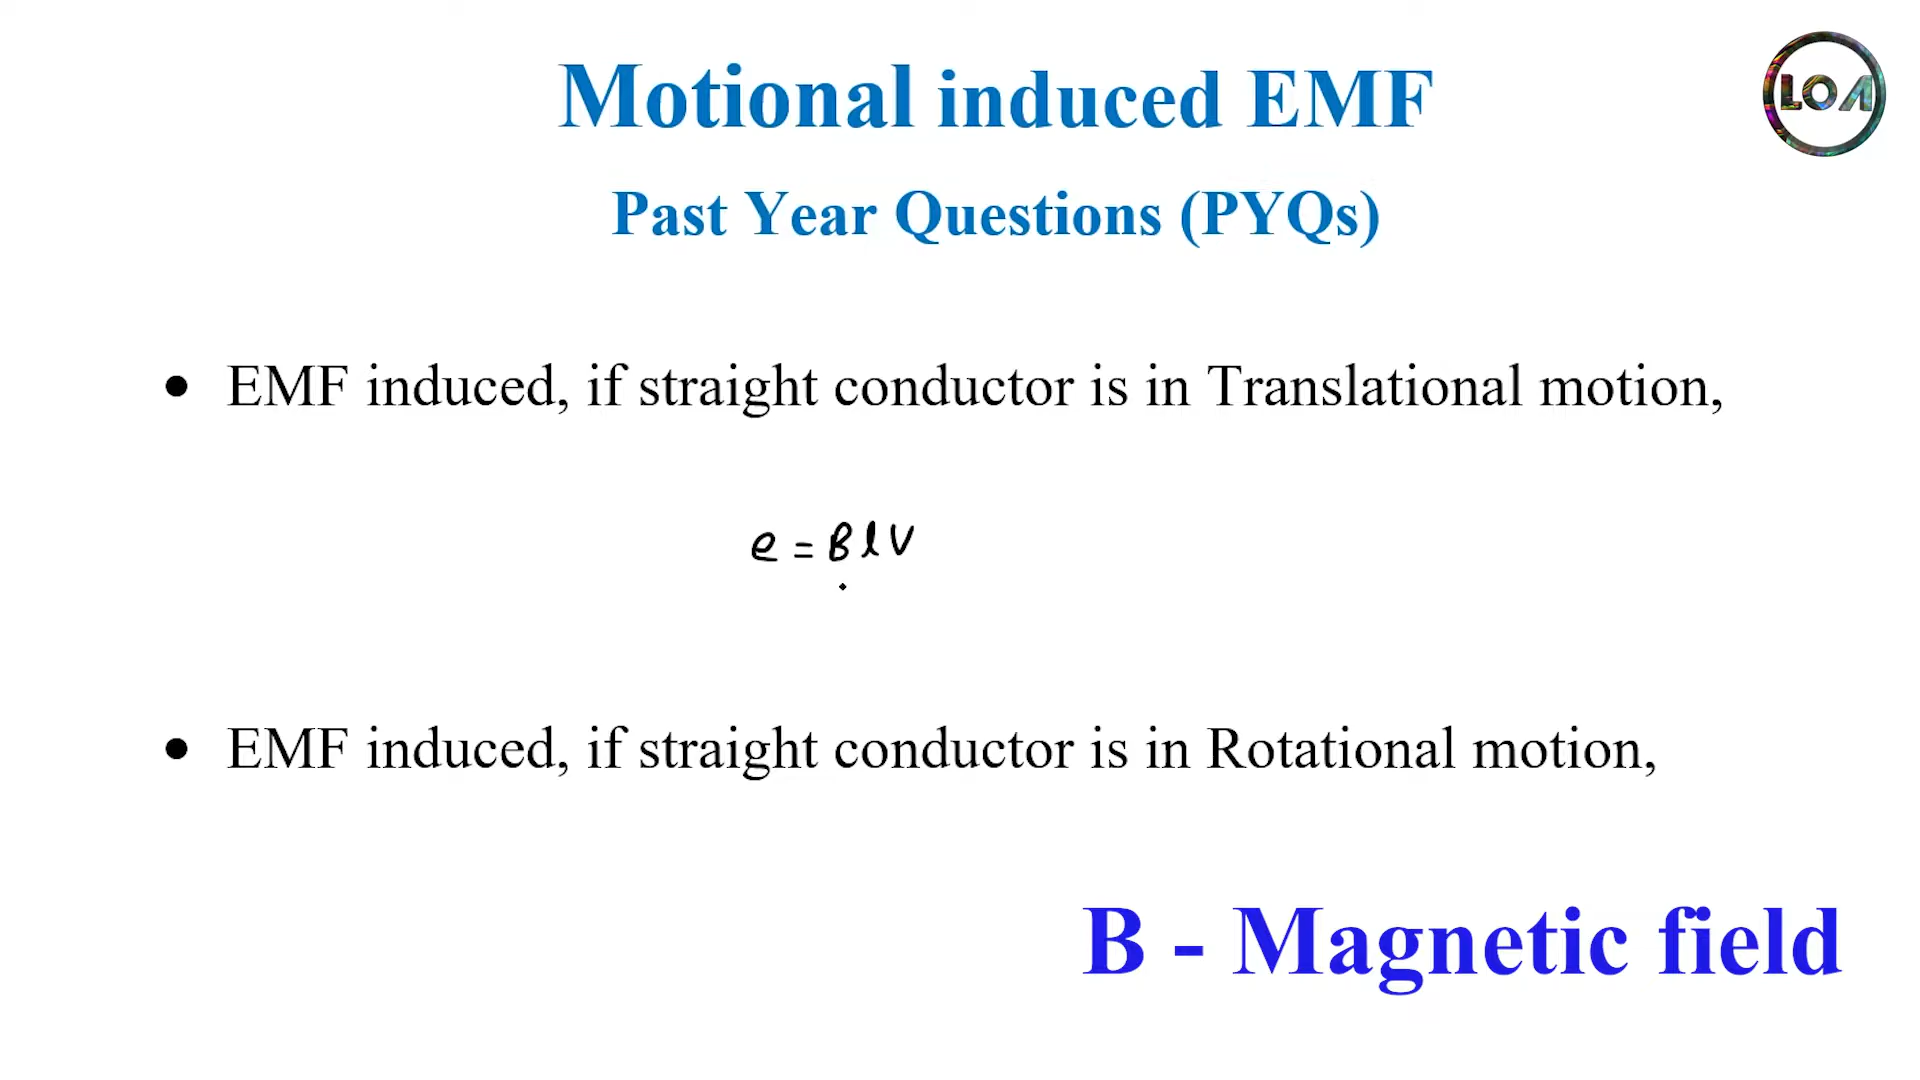 Motional induced EMF
LOA
Past Year Questions (PYQs)
• EMF induced, if straight conductor is in Translational motion,
e = Blv
• EMF induced, if straight conductor is in Rotational motion,
B - Magnetic field